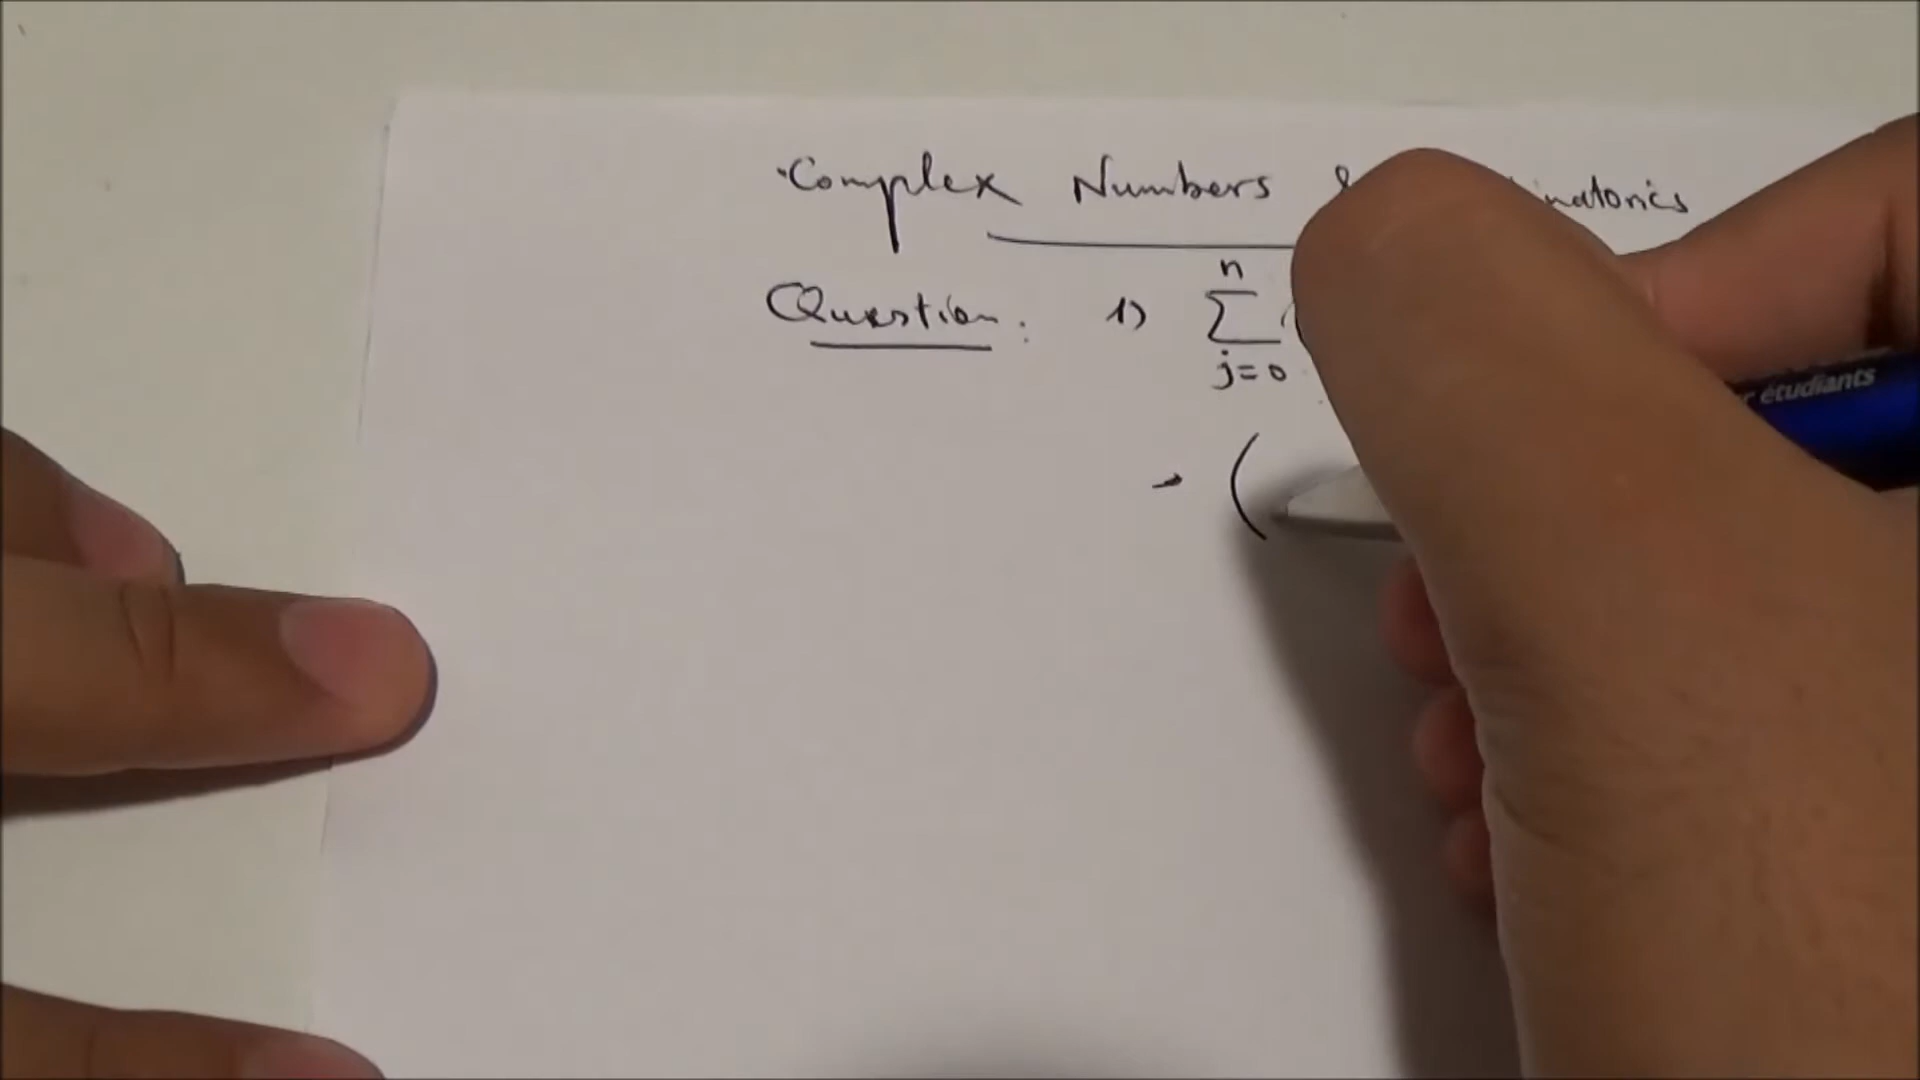 Complex Numbers
Question: 1) n ∑ j=0 (
- (
étudiants